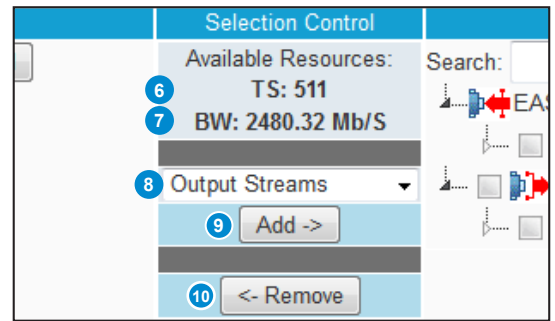 Selection Control
Available Resources:
Search:
6 TS: 511
EAS
7 BW: 2480.32 Mb/S
8 Output Streams
9 Add ->
10 <- Remove